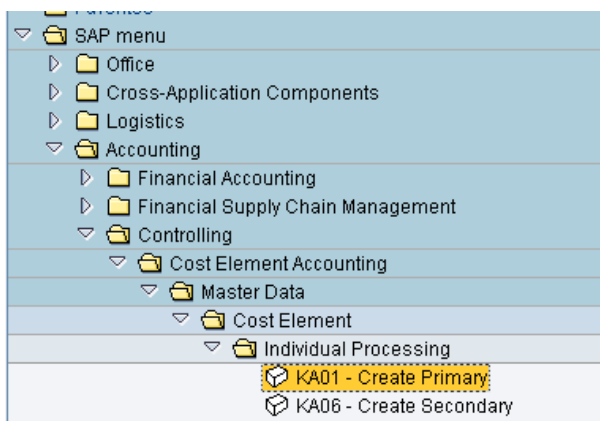 Favorites
SAP menu
Office
Cross-Application Components
Logistics
Accounting
Financial Accounting
Financial Supply Chain Management
Controlling
Cost Element Accounting
Master Data
Cost Element
Individual Processing
KA01 - Create Primary
KA06 - Create Secondary